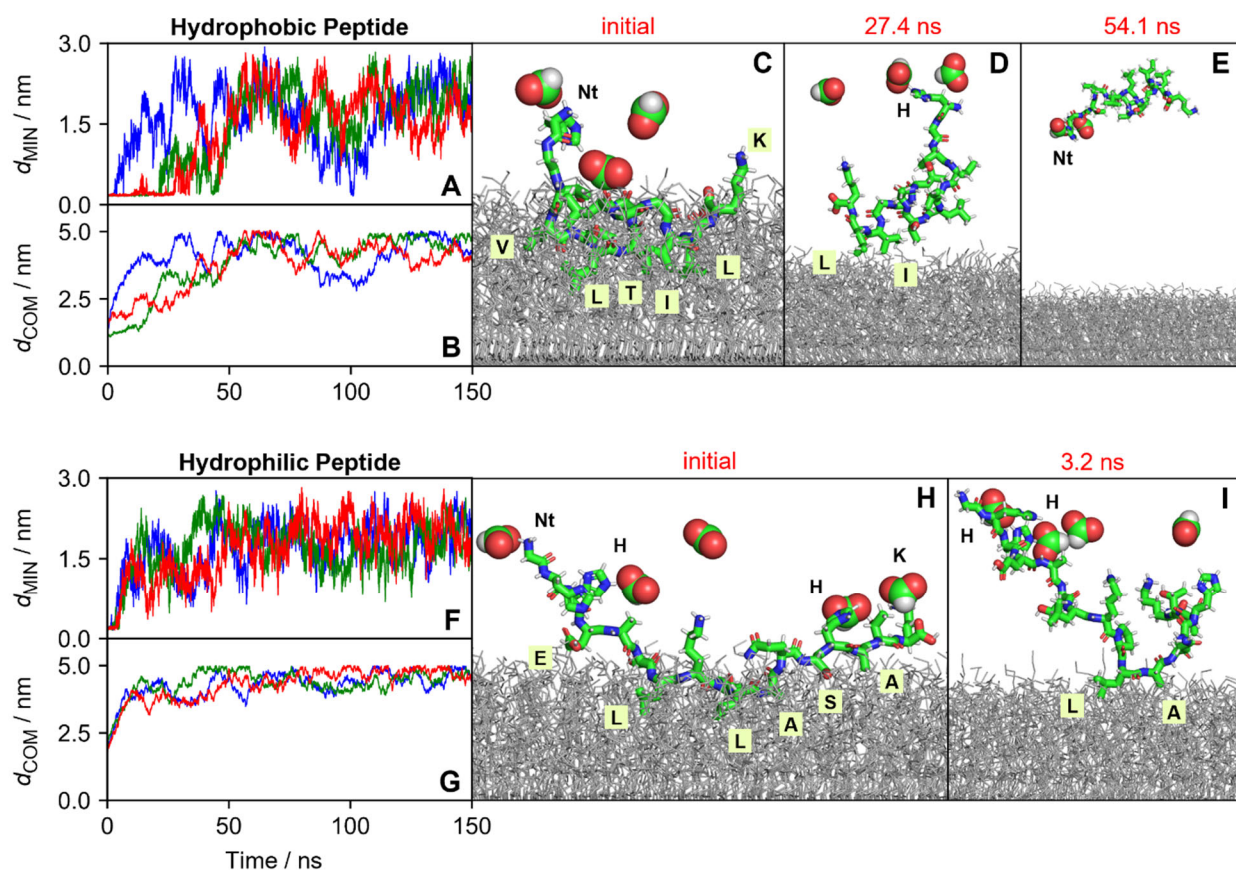 Hydrophobic Peptide
initial
27.4 ns
54.1 ns
3.0
1.5
0.0
dMIN / nm
A
5.0
2.5
0.0
dCOM / nm
B
0
50
100
150
C
Nt
K
V
L
T
I
L
D
H
L
I
E
Nt
Hydrophilic Peptide
initial
3.2 ns
3.0
1.5
0.0
dMIN / nm
F
5.0
2.5
0.0
dCOM / nm
G
0
50
100
150
Time / ns
H
Nt
H
K
H
E
L
L
A
S
A
I
H
H
L
A